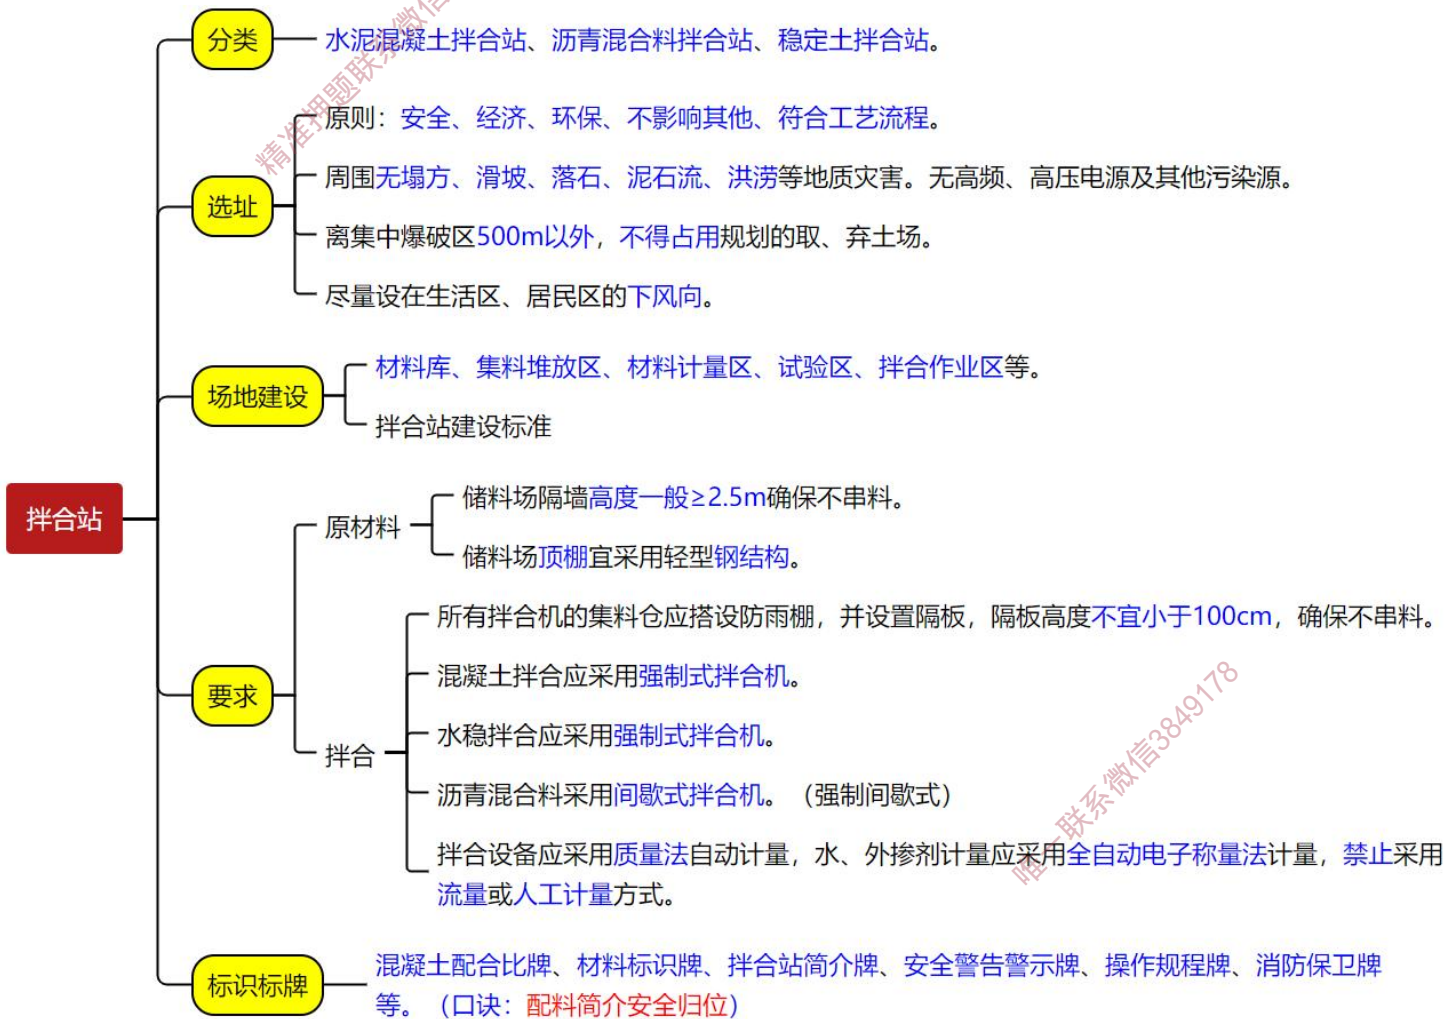 分类
水泥混凝土拌合站、沥青混合料拌合站、稳定土拌合站。
原则：安全、经济、环保、不影响其他、符合工艺流程。
周围无塌方、滑坡、落石、泥石流、洪涝等地质灾害。无高频、高压电源及其他污染源。
选址
离集中爆破区500m以外，不得占用规划的取、弃土场。
尽量设在生活区、居民区的下风向。
材料库、集料堆放区、材料计量区、试验区、拌合作业区等。
场地建设
拌合站建设标准
拌合站
储料场隔墙高度一般≥2.5m确保不串料。
原材料
储料场顶棚宜采用轻型钢结构。
所有拌合机的集料仓应搭设防雨棚，并设置隔板，隔板高度不宜小于100cm，确保不串料。
混凝土拌合应采用强制式拌合机。
要求
水稳拌合应采用强制式拌合机。
拌合
沥青混合料采用间歇式拌合机。（强制间歇式）
拌合设备应采用质量法自动计量，水、外掺剂计量应采用全自动电子称量法计量，禁止采用
流量或人工计量方式。
标识标牌
混凝土配合比牌、材料标识牌、拌合站简介牌、安全警告警示牌、操作规程牌、消防保卫牌
等。（口诀：配料简介安全归位）
精准押题联系微信
唯一联系微信3849178